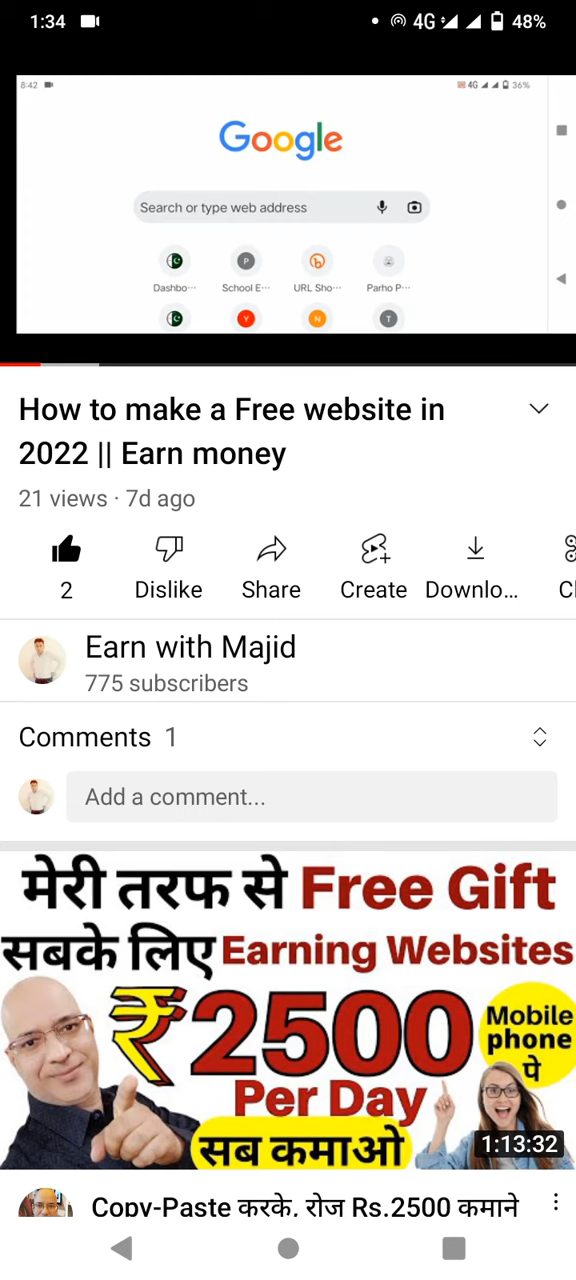 1:34
4G
48%
8:42
4G
36%
Google
Search or type web address
Dashbo...
School E...
URL Sho...
Parho P...
P
Y
N
T
How to make a Free website in
2022 || Earn money
21 views · 7d ago
2
Dislike
Share
Create
Downlo...
Cl
Earn with Majid
775 subscribers
Comments 1
Add a comment...
मेरी तरफ से Free Gift
सबके लिए Earning Websites
₹2500
Mobile
phone
पे
Per Day
सब कमाओ
1:13:32
Copy-Paste करके, रोज Rs.2500 कमाने